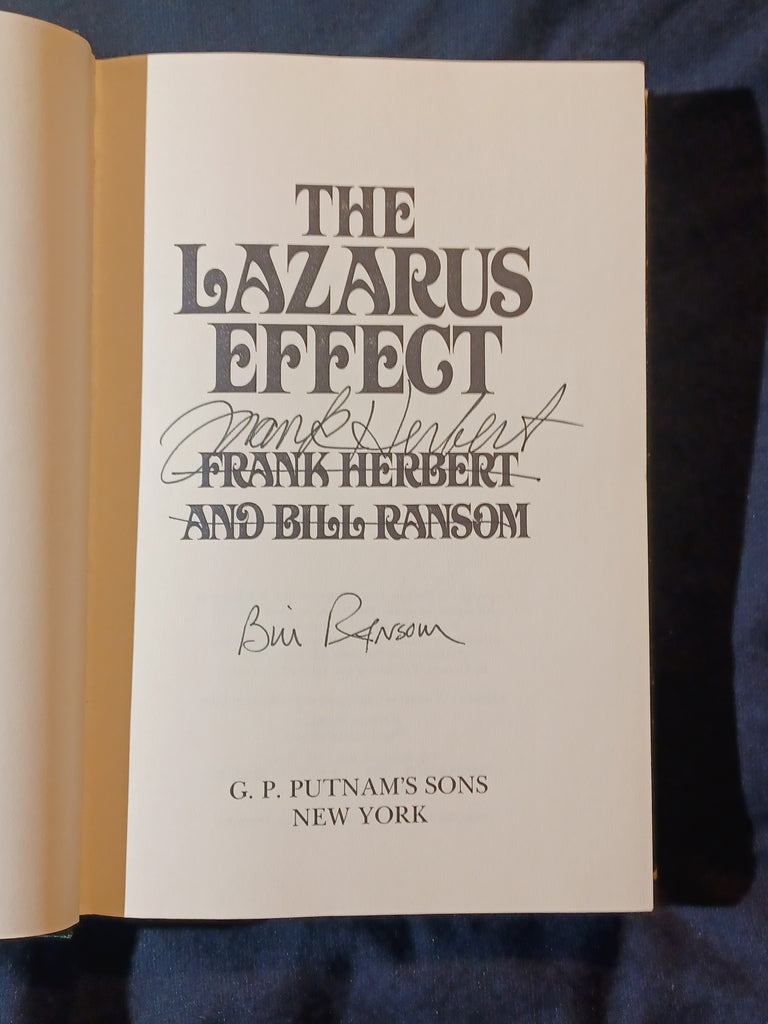 THE
LAZARUS
EFFECT
Frank Herbert
FRANK HERBERT
AND BILL RANSOM
Bill Ransom
G. P. PUTNAM'S SONS
NEW YORK